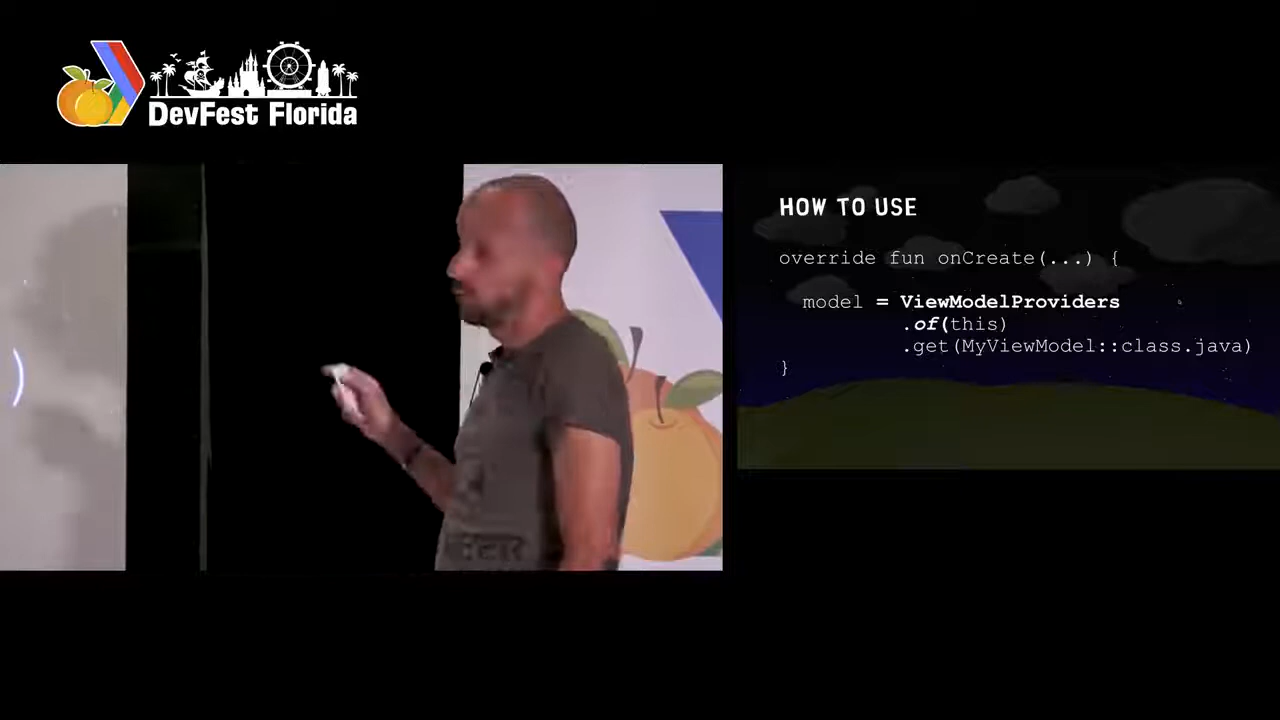 DevFest Florida
HOW TO USE
override fun onCreate(...) {
model = ViewModelProviders
.of(this)
.get(MyViewModel::class.java)
}